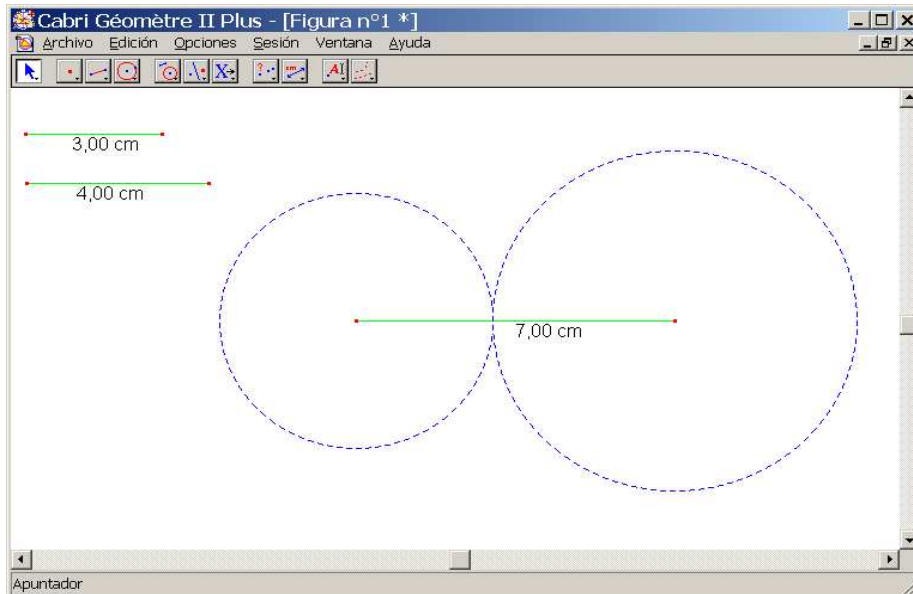 Cabri Géomètre II Plus - [Figura n°1 *]
Archivo Edición Opciones Sesión Ventana Ayuda
X
?
cm
A
3,00 cm
4,00 cm
7,00 cm
Apuntador